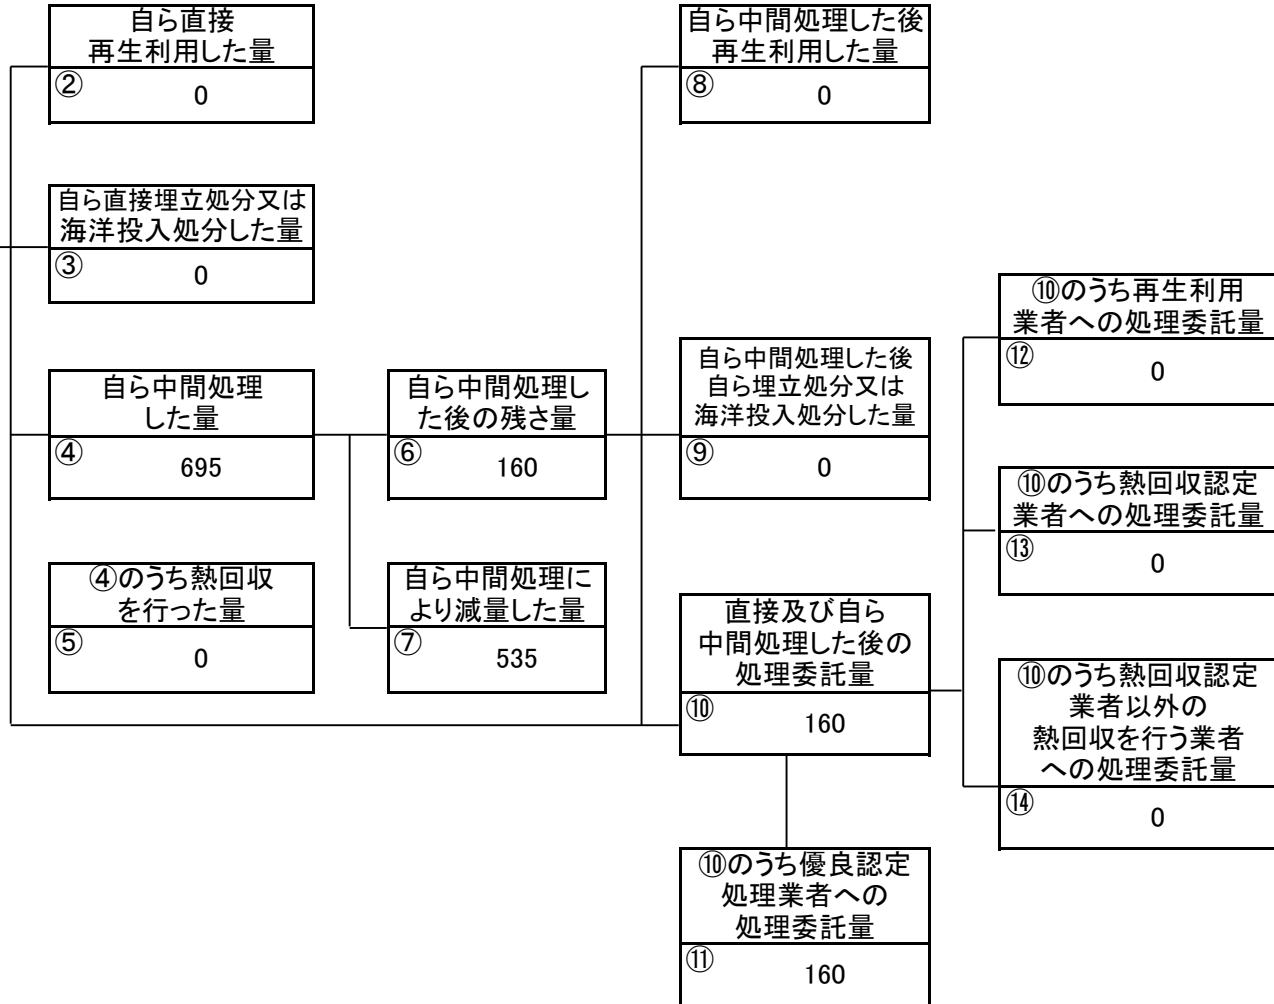 自ら直接
再生利用した量
②
0
自ら直接埋立処分又は
海洋投入処分した量
③
0
自ら中間処理
した量
④
695
④のうち熱回収
を行った量
⑤
0
自ら中間処理し
た後の残さ量
⑥
160
自ら中間処理に
より減量した量
⑦
535
自ら中間処理した後
再生利用した量
⑧
0
自ら中間処理した後
自ら埋立処分又は
海洋投入処分した量
⑨
0
直接及び自ら
中間処理した後の
処理委託量
⑩
160
⑩のうち優良認定
処理業者への
処理委託量
⑪
160
⑩のうち再生利用
業者への処理委託量
⑫
0
⑩のうち熱回収認定
業者への処理委託量
⑬
0
⑩のうち熱回収認定
業者以外の
熱回収を行う業者
への処理委託量
⑭
0